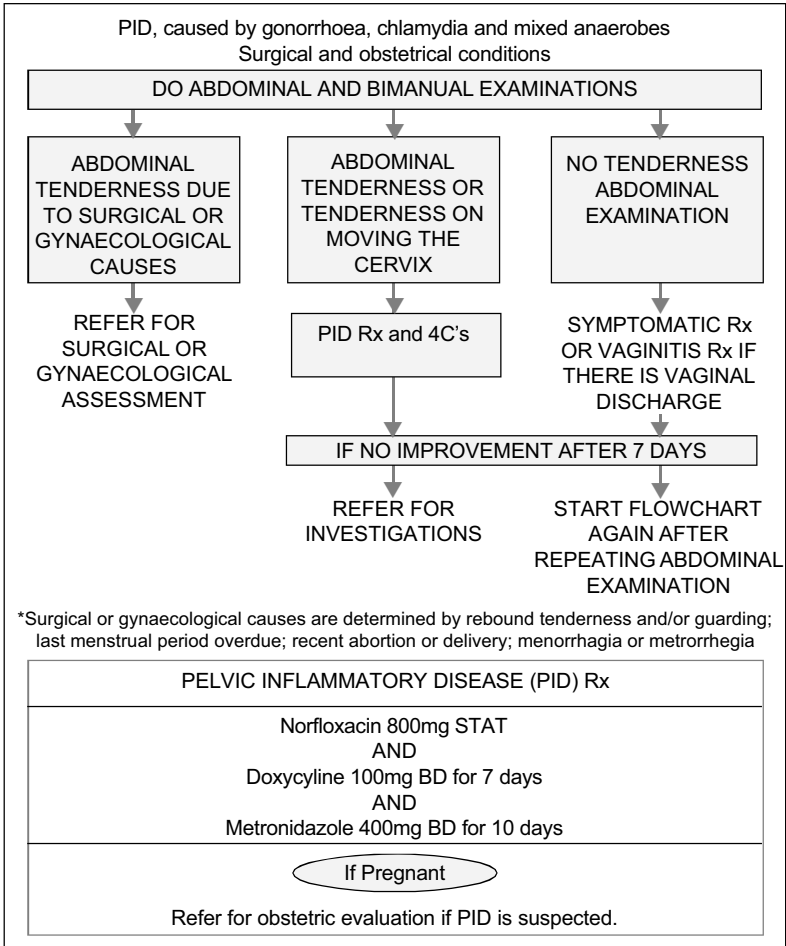 PID, caused by gonorrhoea, chlamydia and mixed anaerobes
Surgical and obstetrical conditions
DO ABDOMINAL AND BIMANUAL EXAMINATIONS
ABDOMINAL
TENDERNESS DUE
TO SURGICAL OR
GYNAECOLOGICAL
CAUSES
ABDOMINAL
TENDERNESS OR
TENDERNESS ON
MOVING THE
CERVIX
NO TENDERNESS
ABDOMINAL
EXAMINATION
REFER FOR
SURGICAL OR
GYNAECOLOGICAL
ASSESSMENT
PID Rx and 4C's
SYMPTOMATIC Rx
OR VAGINITIS Rx IF
THERE IS VAGINAL
DISCHARGE
IF NO IMPROVEMENT AFTER 7 DAYS
REFER FOR
INVESTIGATIONS
START FLOWCHART
AGAIN AFTER
REPEATING ABDOMINAL
EXAMINATION
*Surgical or gynaecological causes are determined by rebound tenderness and/or guarding;
last menstrual period overdue; recent abortion or delivery; menorrhagia or metrorrhegia
PELVIC INFLAMMATORY DISEASE (PID) Rx
Norfloxacin 800mg STAT
AND
Doxycyline 100mg BD for 7 days
AND
Metronidazole 400mg BD for 10 days
If Pregnant
Refer for obstetric evaluation if PID is suspected.